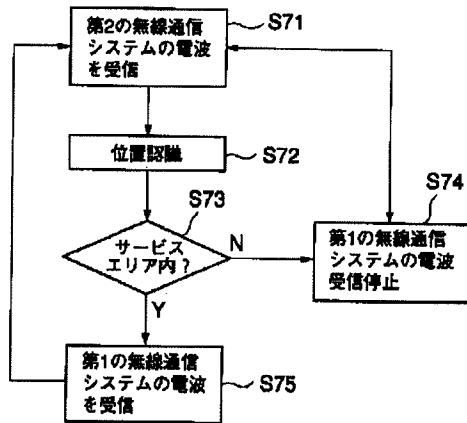 第2の無線通信
システムの電波
を受信
S71
位置認識
S72
S73
サービス
エリア内?
N
Y
S74
第1の無線通信
システムの電波
受信停止
第1の無線通信
システムの電波
を受信
S75